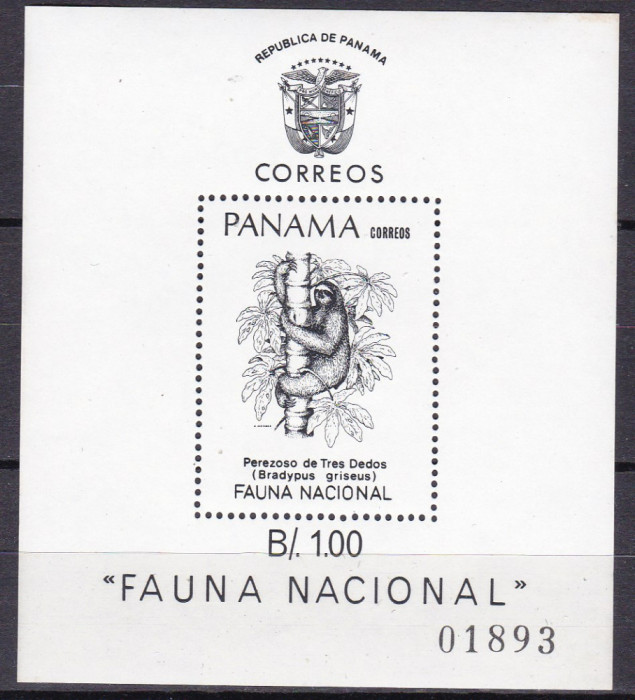 REPUBLICA DE PANAMA
CORREOS
PANAMA CORREOS
Perezoso de Tres Dedos
(Bradypus griseus)
FAUNA NACIONAL
B/. 1.00
“FAUNA NACIONAL”
01893